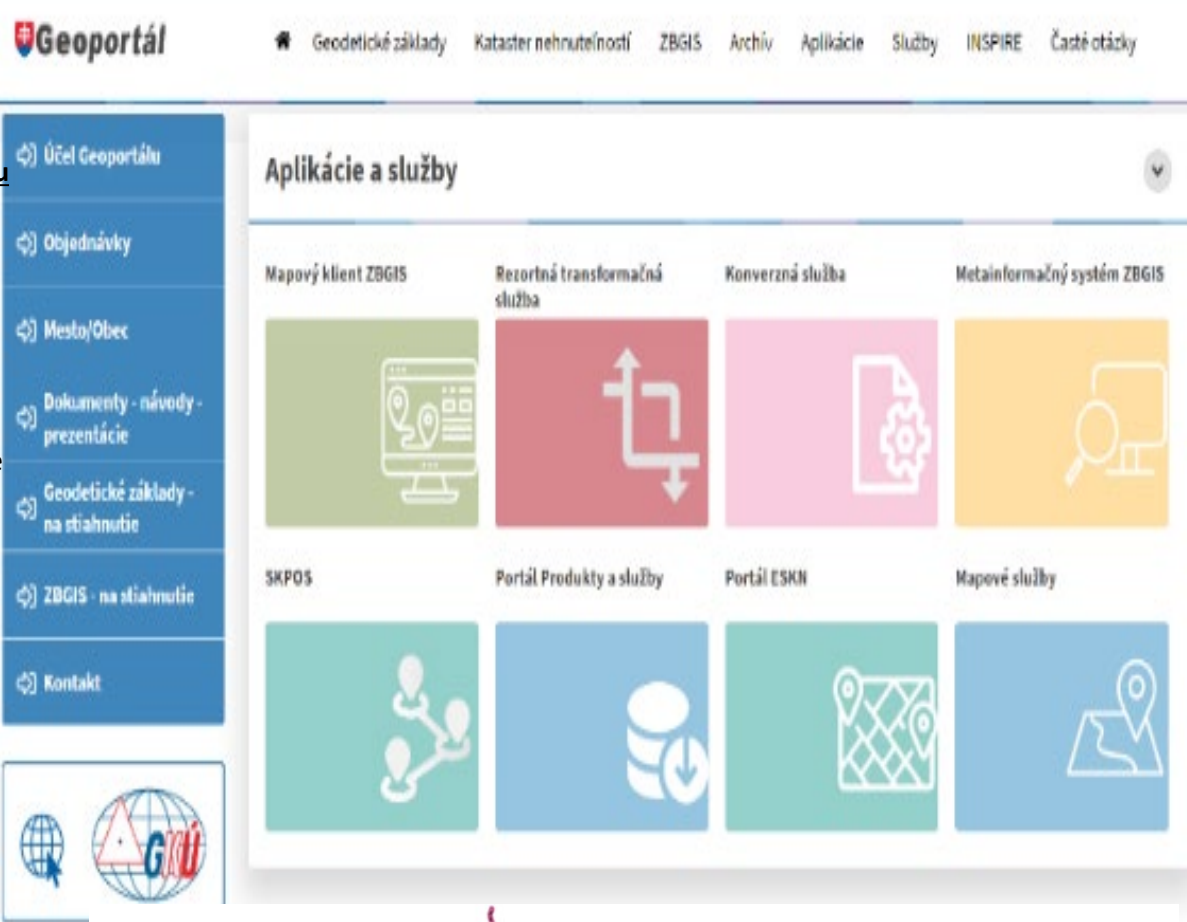 Geoportál
Geodetické základy Kataster nehnuteľností ZBGIS Archív Aplikácie Služby INSPIRE Časté otázky
Účel Geoportálu
Objednávky
Mesto/Obec
Dokumenty - návody -
prezentácie
Geodetické základy -
na stiahnutie
ZBGIS - na stiahnutie
Kontakt
GKÚ
Aplikácie a služby
Mapový klient ZBGIS
Rezortná transformačná
služba
Konverzná služba
Metainformačný systém ZBGIS
SKPOS
Portál Produkty a služby
Portál ESKN
Mapové služby